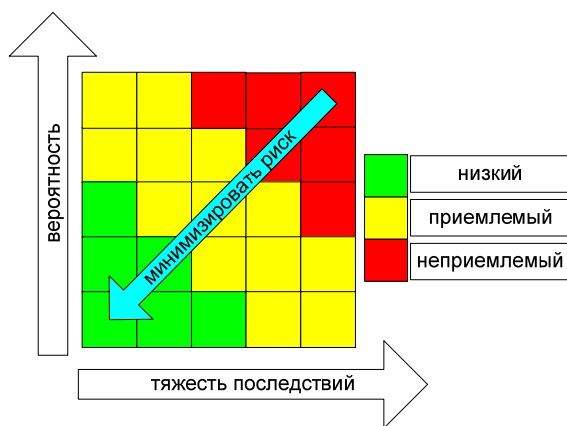 вероятность
минимизировать риск
низкий
приемлемый
неприемлемый
тяжесть последствий